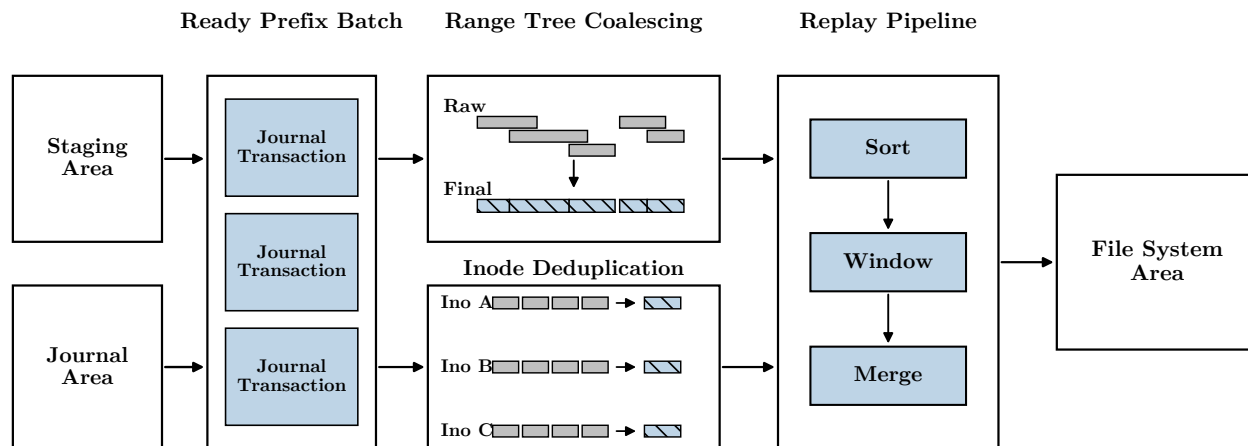 Ready Prefix Batch
Range Tree Coalescing
Replay Pipeline
Staging
Area
Journal
Transaction
Journal
Transaction
Journal
Transaction
Raw
Final
Sort
Window
Merge
File System
Area
Journal
Area
Inode Deduplication
Ino A
Ino B
Ino C